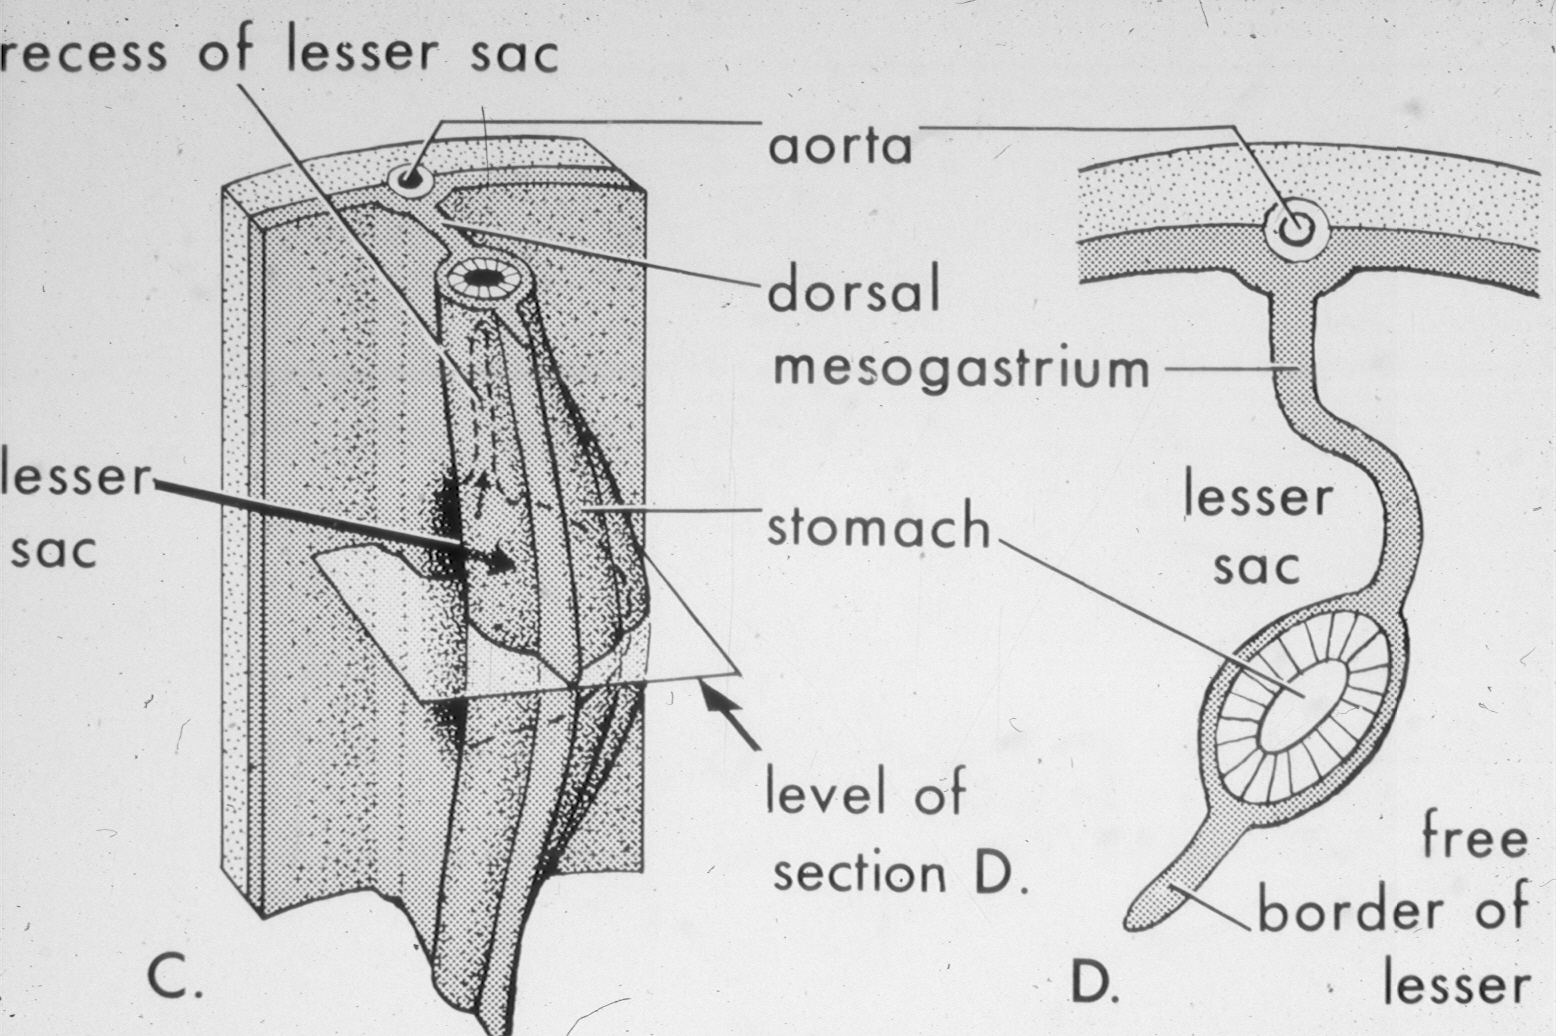 recess of lesser sac
aorta
dorsal
mesogastrium
lesser
sac
stomach
level of
section D.
C.
lesser
sac
free
border of
lesser
D.